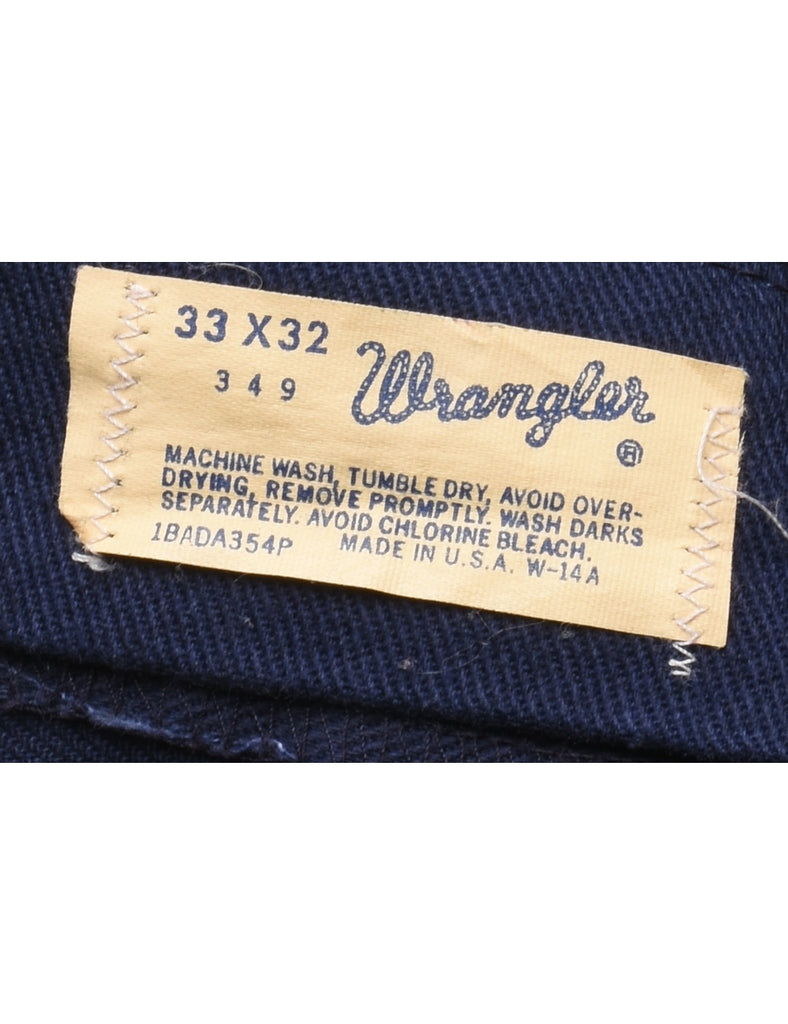 33 X 32
349
Wrangler®
MACHINE WASH, TUMBLE DRY, AVOID OVER-
DRYING, REMOVE PROMPTLY. WASH DARKS
SEPARATELY. AVOID CHLORINE BLEACH.
1BADA354P MADE IN U.S.A. W-14A